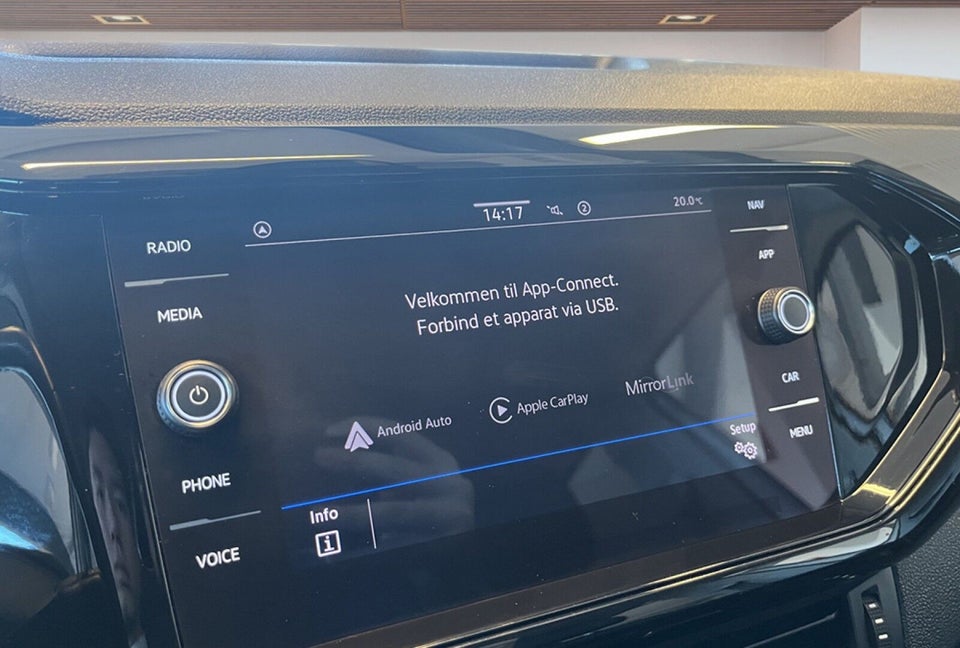 RADIO
MEDIA
PHONE
VOICE
14:17
2
20.0°C
Velkommen til App-Connect.
Forbind et apparat via USB.
Android Auto
Apple CarPlay
MirrorLink
Setup
Info
i
NAV
APP
CAR
MENU